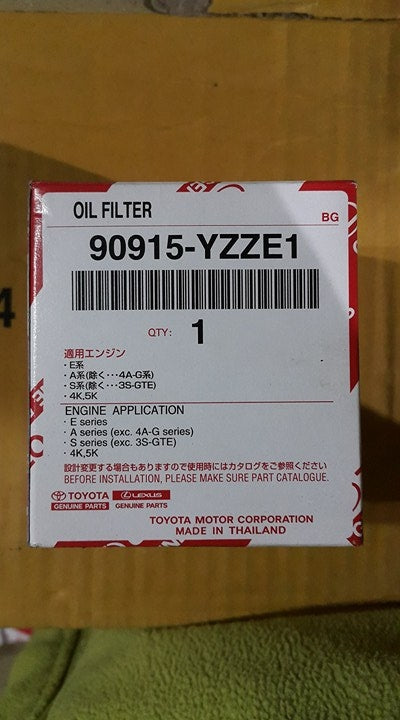 OIL FILTER
BG
90915-YZZE1
QTY: 1
適用エンジン
・E系
・A系(除く・・・4A-G系)
・S系(除く・・・3S-GTE)
・4K,5K
ENGINE APPLICATION
・E series
・A series (exc. 4A-G series)
・S series (exc. 3S-GTE)
・4K,5K
設計変更する場合もありますので使用時にはカタログをご参照ください
BEFORE INSTALLATION, PLEASE MAKE SURE PART CATALOGUE.
TOYOTA LEXUS
GENUINE PARTS GENUINE PARTS
TOYOTA MOTOR CORPORATION
MADE IN THAILAND
4